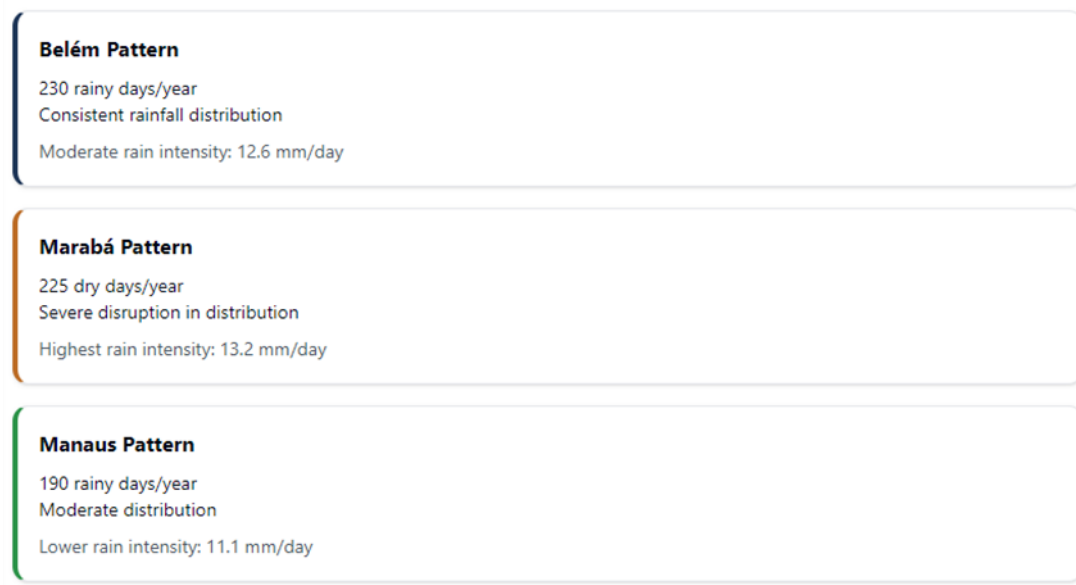 Belém Pattern
230 rainy days/year
Consistent rainfall distribution
Moderate rain intensity: 12.6 mm/day
Marabá Pattern
225 dry days/year
Severe disruption in distribution
Highest rain intensity: 13.2 mm/day
Manaus Pattern
190 rainy days/year
Moderate distribution
Lower rain intensity: 11.1 mm/day